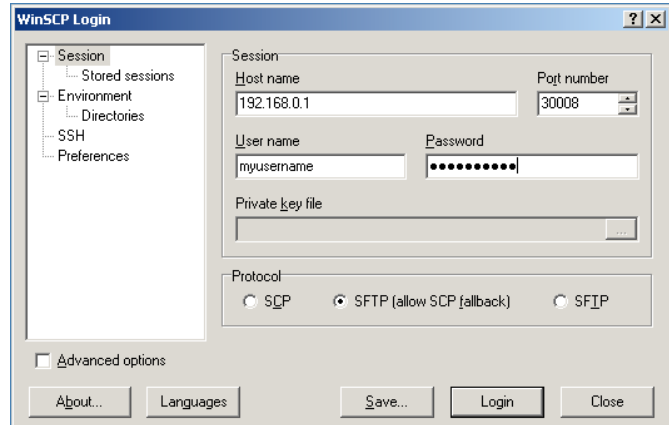 WinSCP Login
Session
Stored sessions
Environment
Directories
SSH
Preferences
Session
Host name
Port number
192.168.0.1
30008
User name
Password
myusername
●●●●●●●●●●
Private key file
...
Protocol
SCP
SFTP (allow SCP fallback)
SFTP
Advanced options
About...
Languages
Save...
Login
Close